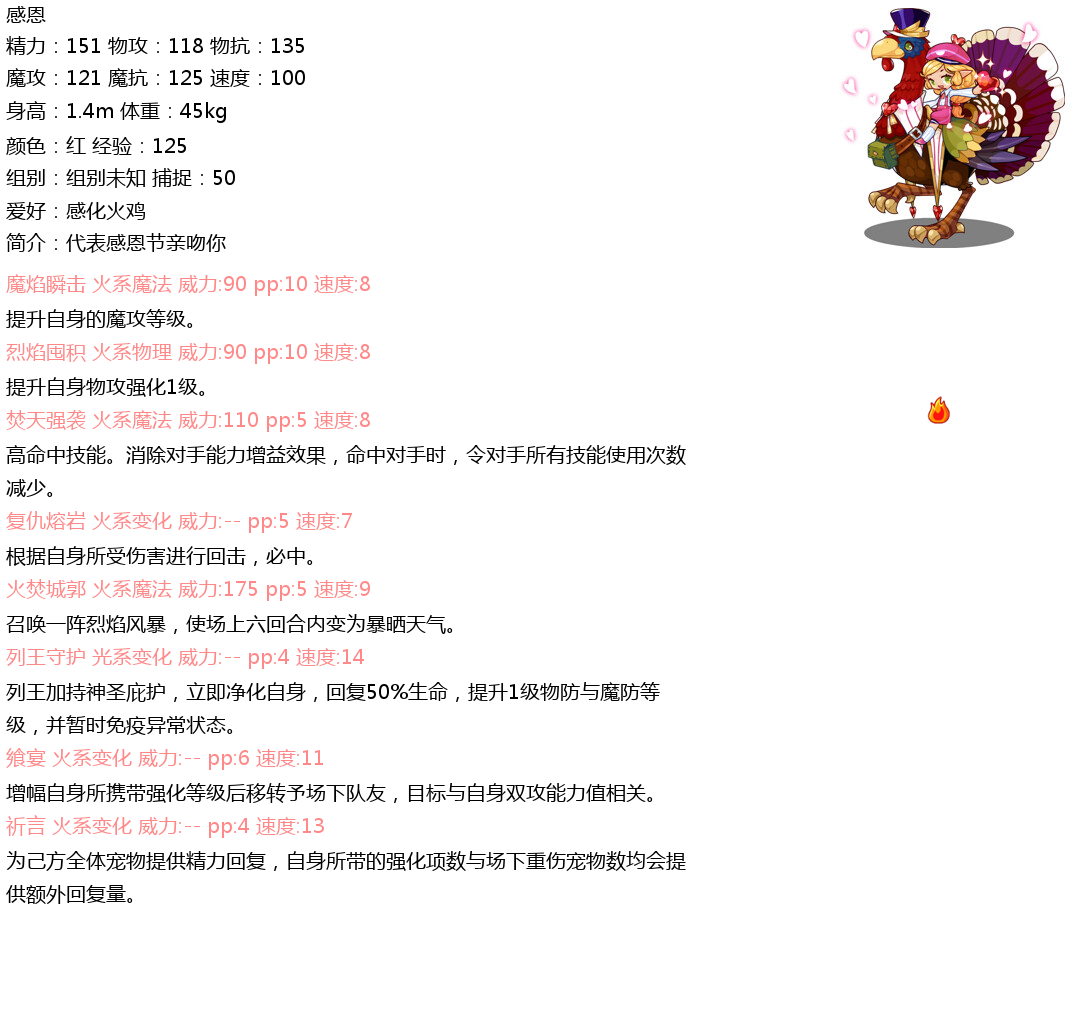 感恩
精力：151 物攻：118 物抗：135
魔攻：121 魔抗：125 速度：100
身高：1.4m 体重：45kg
颜色：红 经验：125
组别：组别未知 捕捉：50
爱好：感化火鸡
简介：代表感恩节亲吻你
魔焰瞬击 火系魔法 威力:90 pp:10 速度:8
提升自身的魔攻等级。
烈焰囤积 火系物理 威力:90 pp:10 速度:8
提升自身物攻强化1级。
焚天强袭 火系魔法 威力:110 pp:5 速度:8
高命中技能。消除对手能力增益效果，命中对手时，令对手所有技能使用次数
减少。
复仇熔岩 火系变化 威力:-- pp:5 速度:7
根据自身所受伤害进行回击，必中。
火焚城郭 火系魔法 威力:175 pp:5 速度:9
召唤一阵烈焰风暴，使场上六回合内变为暴晒天气。
列王守护 光系变化 威力:-- pp:4 速度:14
列王加持神圣庇护，立即净化自身，回复50%生命，提升1级物防与魔防等
级，并暂时免疫异常状态。
飨宴 火系变化 威力:-- pp:6 速度:11
增幅自身所携带强化等级后移转予场下队友，目标与自身双攻能力值相关。
祈言 火系变化 威力:-- pp:4 速度:13
为己方全体宠物提供精力回复，自身所带的强化项数与场下重伤宠物数均会提
供额外回复量。